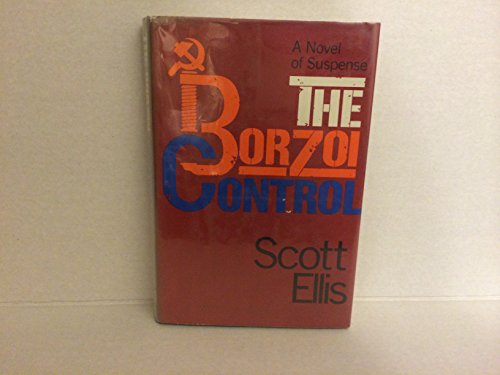 A Novel
of Suspense
THE
BORZOI
CONTROL
Scott
Ellis